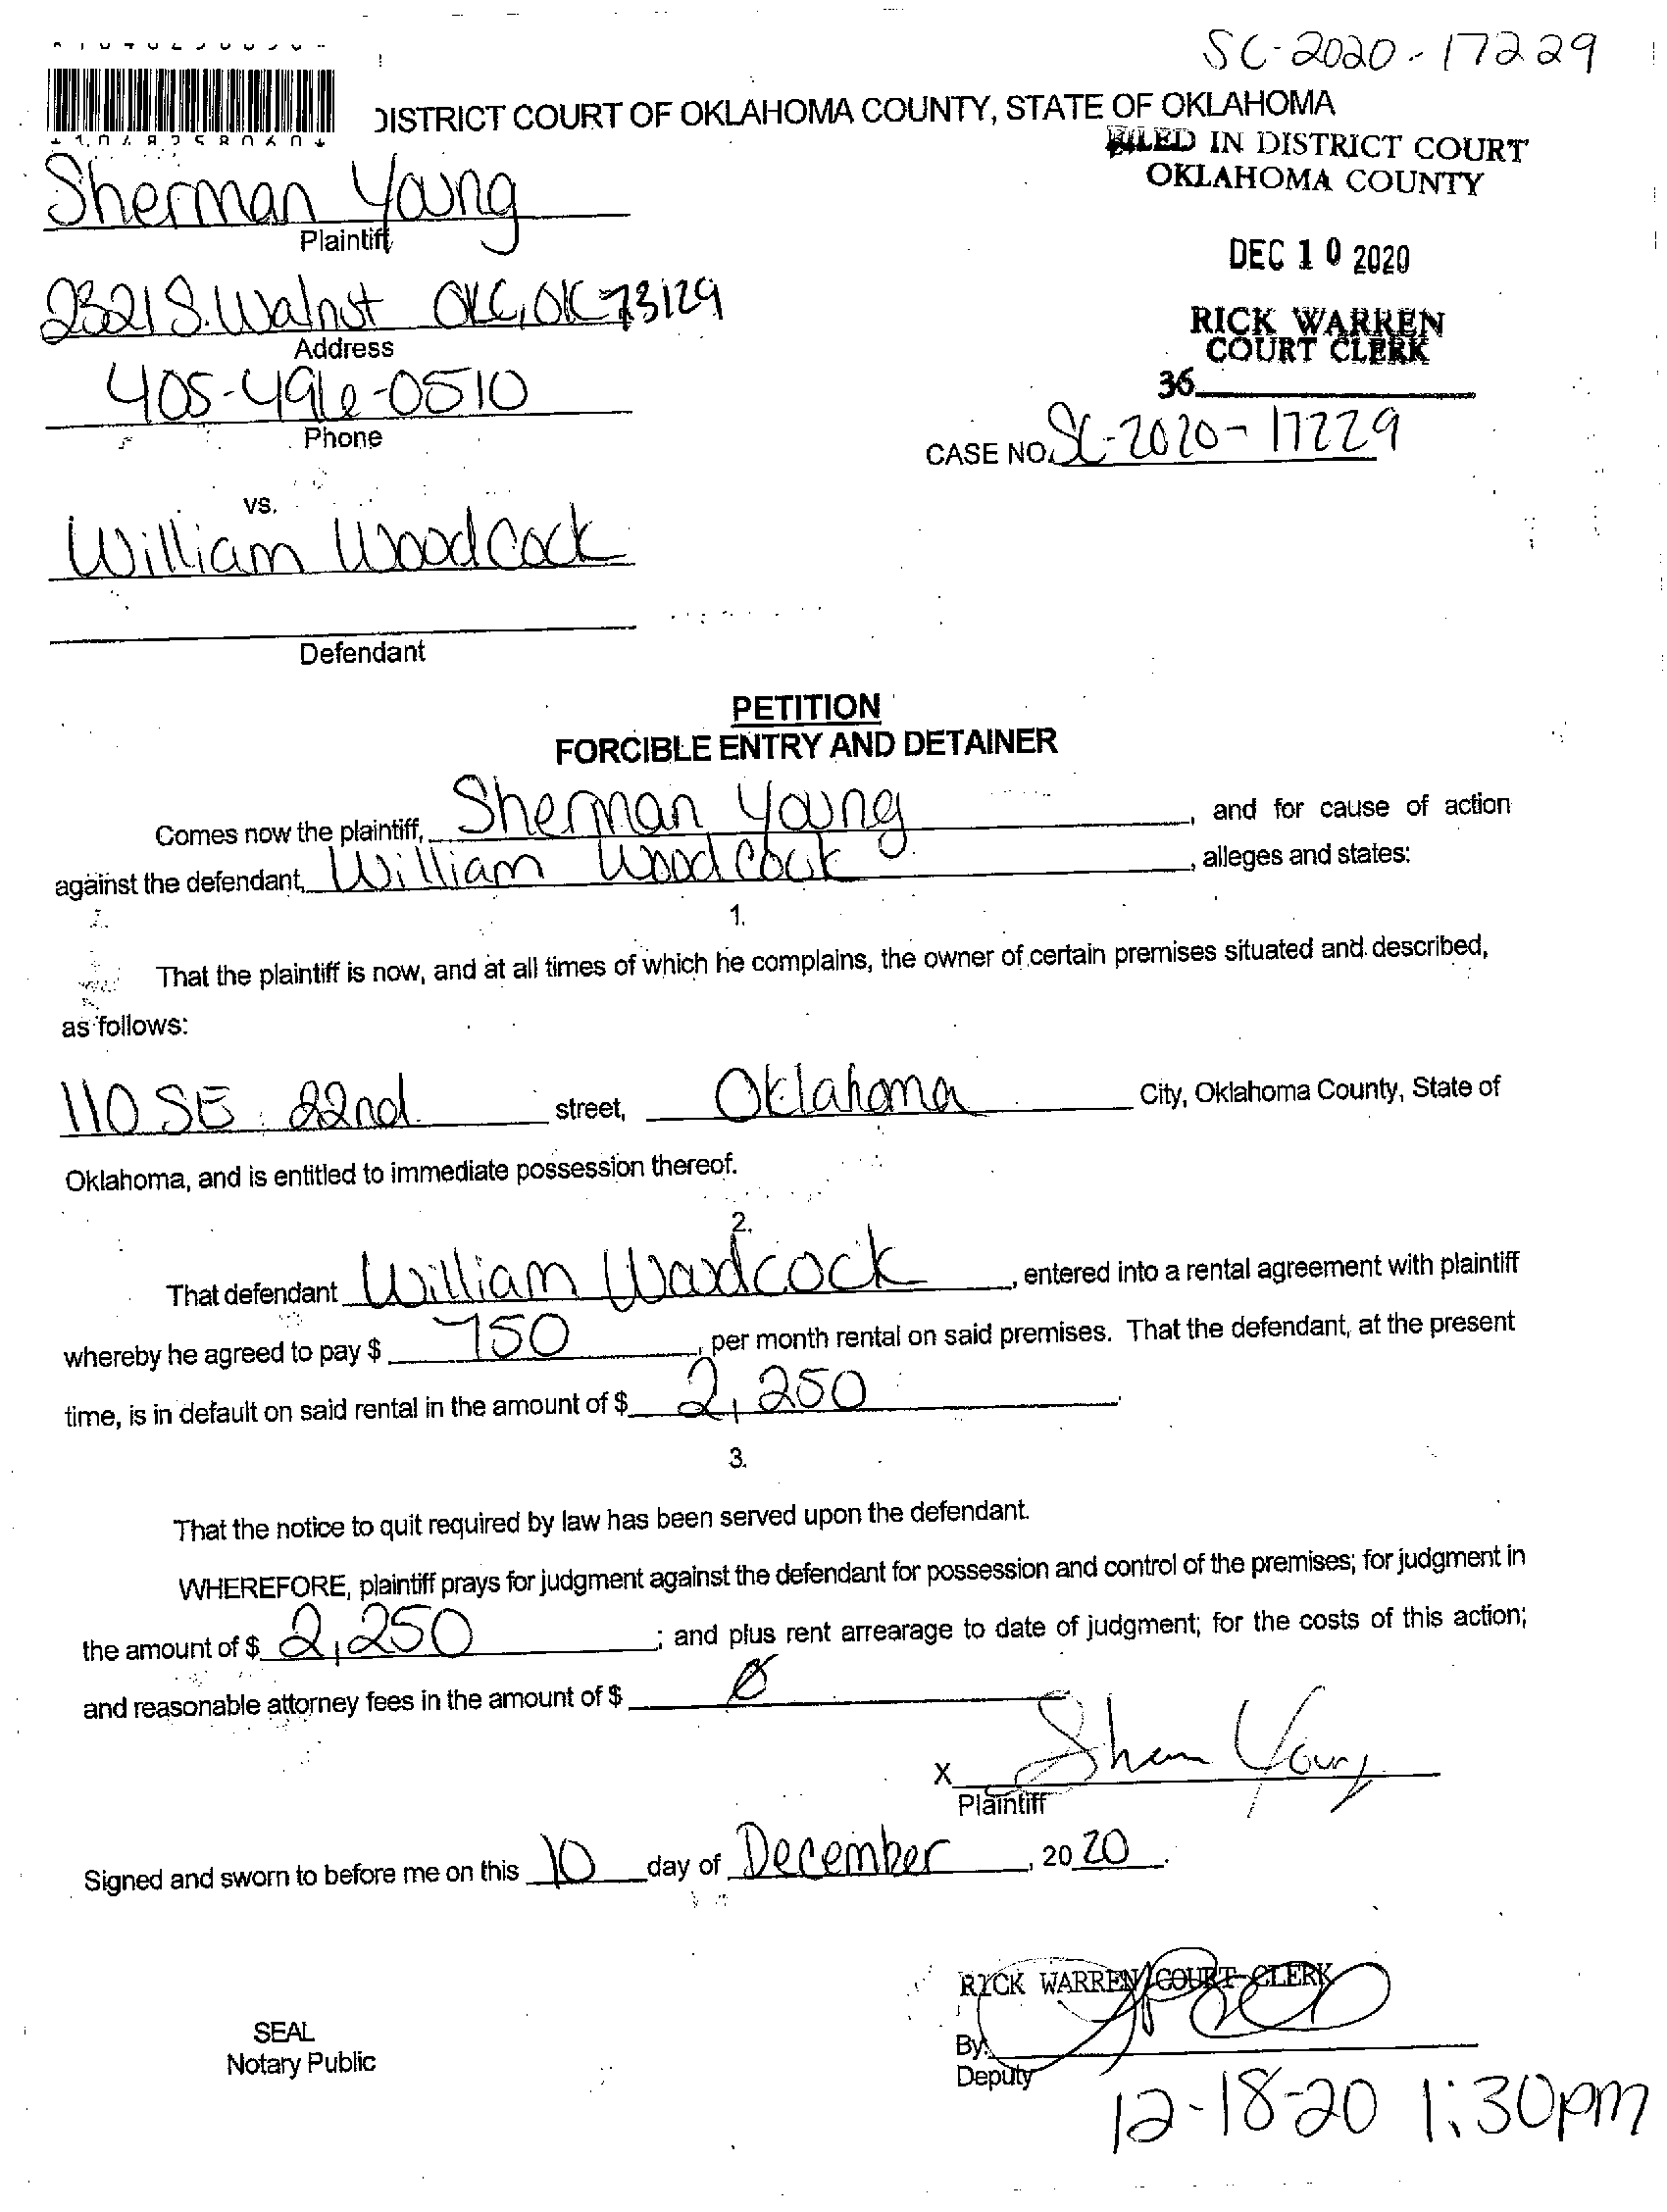 SC-2020-17229
DISTRICT COURT OF OKLAHOMA COUNTY, STATE OF OKLAHOMA
*1048258060*
FILED IN DISTRICT COURT
OKLAHOMA COUNTY
Sherman Young
Plaintiff
DEC 10 2020
2321 S. Walnut OKC, OK 73129
Address
RICK WARREN
COURT CLERK
405-496-0510
36
Phone
CASE NO. SC-2020-17229
vs.
William Woodcock
Defendant
PETITION
FORCIBLE ENTRY AND DETAINER
Comes now the plaintiff, Sherman Young, and for cause of action
against the defendant, William Woodcock, alleges and states:
1.
That the plaintiff is now, and at all times of which he complains, the owner of certain premises situated and described,
as follows:
110 SE 22nd street, Oklahoma City, Oklahoma County, State of
Oklahoma, and is entitled to immediate possession thereof.
2.
That defendant William Woodcock, entered into a rental agreement with plaintiff
whereby he agreed to pay $ 750, per month rental on said premises. That the defendant, at the present
time, is in default on said rental in the amount of $ 2,250.
3.
That the notice to quit required by law has been served upon the defendant.
WHEREFORE, plaintiff prays for judgment against the defendant for possession and control of the premises; for judgment in
the amount of $ 2,250; and plus rent arrearage to date of judgment; for the costs of this action;
and reasonable attorney fees in the amount of $ 0
X Sherman Young
Plaintiff
Signed and sworn to before me on this 10 day of December, 2020.
RICK WARREN COURT CLERK
SEAL
By:
Notary Public
Deputy
12-18-20 1:30pm